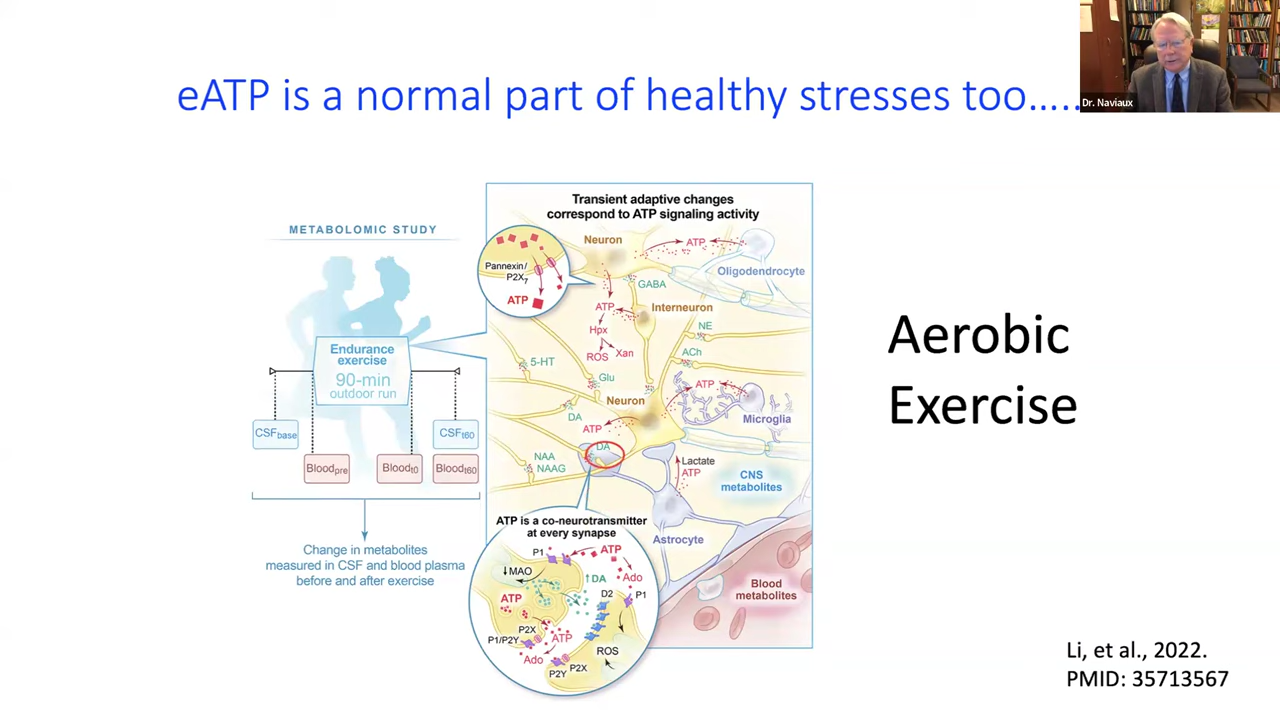 eATP is a normal part of healthy stresses too…..
Dr. Naviaux
METABOLOMIC STUDY
Endurance
exercise
90-min
outdoor run
CSFbase
CSFt60
Bloodpre
Bloodt0
Bloodt60
Change in metabolites
measured in CSF and blood plasma
before and after exercise
Transient adaptive changes
correspond to ATP signaling activity
Pannexin/
P2X7
ATP
Neuron
ATP
Oligodendrocyte
GABA
ATP
Interneuron
Hpx
NE
ROS
Xan
ACh
5-HT
Glu
ATP
Neuron
Microglia
DA
ATP
DA
NAA
NAAG
Lactate
ATP
CNS
metabolites
Astrocyte
Blood
metabolites
ATP is a co-neurotransmitter
at every synapse
P1
ATP
↓MAO
↑DA
Ado
ATP
D2
P1
P2X
P1/P2Y
ATP
Ado
ROS
P2X
P2Y
Aerobic
Exercise
Li, et al., 2022.
PMID: 35713567